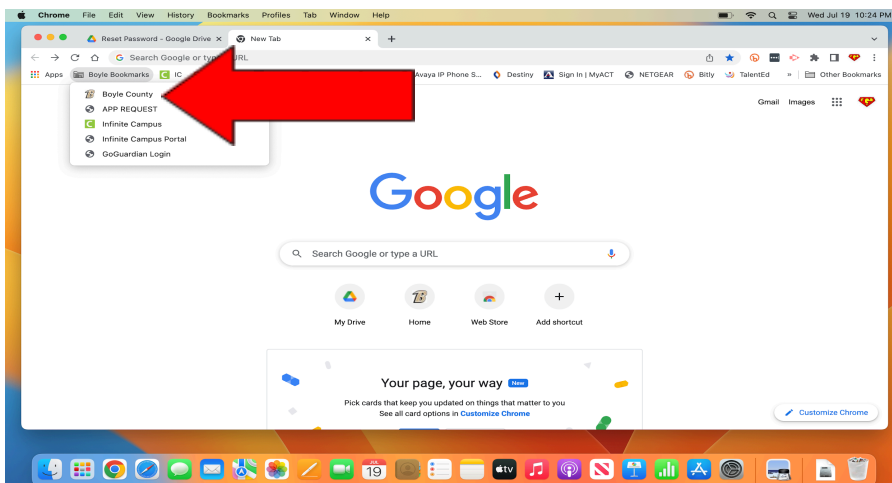 Chrome File Edit View History Bookmarks Profiles Tab Window Help Wed Jul 19 10:24 PM
Reset Password - Google Drive × New Tab × +
Search Google or type a URL
Apps Boyle Bookmarks IC Avaya IP Phone S... Destiny Sign In | MyACT NETGEAR Bitly TalentEd » Other Bookmarks
Boyle County
APP REQUEST
Infinite Campus
Infinite Campus Portal
GoGuardian Login
Gmail Images
Google
Search Google or type a URL
My Drive Home Web Store Add shortcut
Your page, your way New
Pick cards that keep you updated on things that matter to you
See all card options in Customize Chrome
Customize Chrome
JUL
19
tv